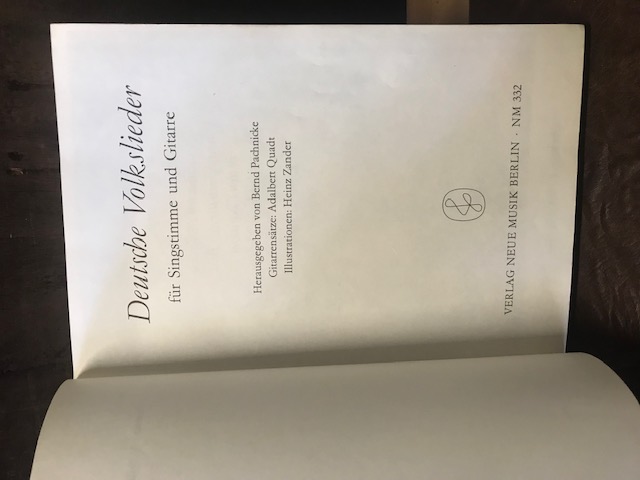 Deutsche Volkslieder
für Singstimme und Gitarre
Herausgegeben von Bernd Pachnicke
Gitarrensätze: Adalbert Quadt
Illustrationen: Heinz Zander
VERLAG NEUE MUSIK BERLIN · NM 332